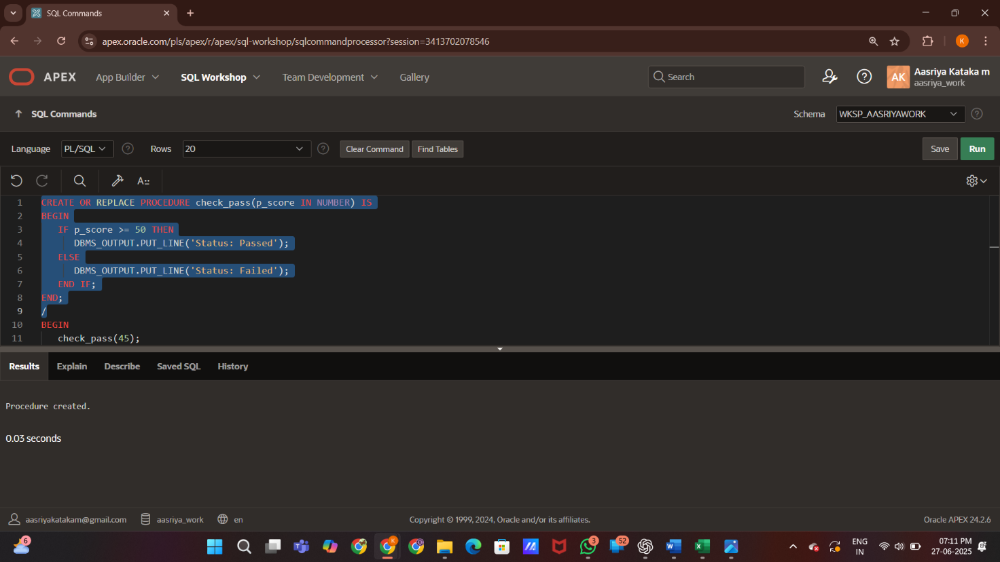 SQL Commands
apex.oracle.com/pls/apex/r/apex/sql-workshop/sqlcommandprocessor?session=3413702078546
K
APEX
App Builder
SQL Workshop
Team Development
Gallery
Search
AK
Aasriya Kataka m
aasriya_work
SQL Commands
Schema
WKSP_AASRIYAWORK
Language
PL/SQL
Rows
20
Clear Command
Find Tables
Save
Run
A::
1 CREATE OR REPLACE PROCEDURE check_pass(p_score IN NUMBER) IS
2 BEGIN
3 IF p_score >= 50 THEN
4 DBMS_OUTPUT.PUT_LINE('Status: Passed');
5 ELSE
6 DBMS_OUTPUT.PUT_LINE('Status: Failed');
7 END IF;
8 END;
9 /
10 BEGIN
11 check_pass(45);
Results
Explain
Describe
Saved SQL
History
Procedure created.
0.03 seconds
aasriyakatakam@gmail.com
aasriya_work
en
Copyright © 1999, 2024, Oracle and/or its affiliates.
Oracle APEX 24.2.6
6
K
3
52
ENG
IN
07:11 PM
27-06-2025